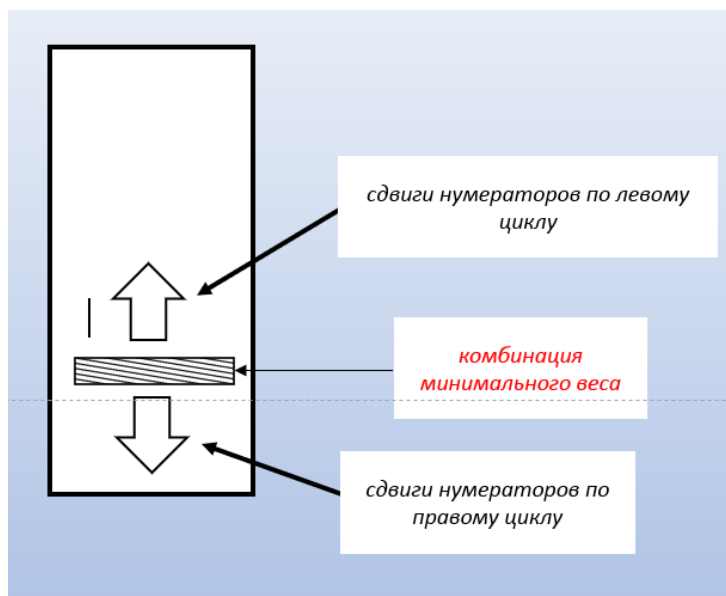 сдвиги нумераторов по левому
циклу
комбинация
минимального веса
сдвиги нумераторов по
правому циклу